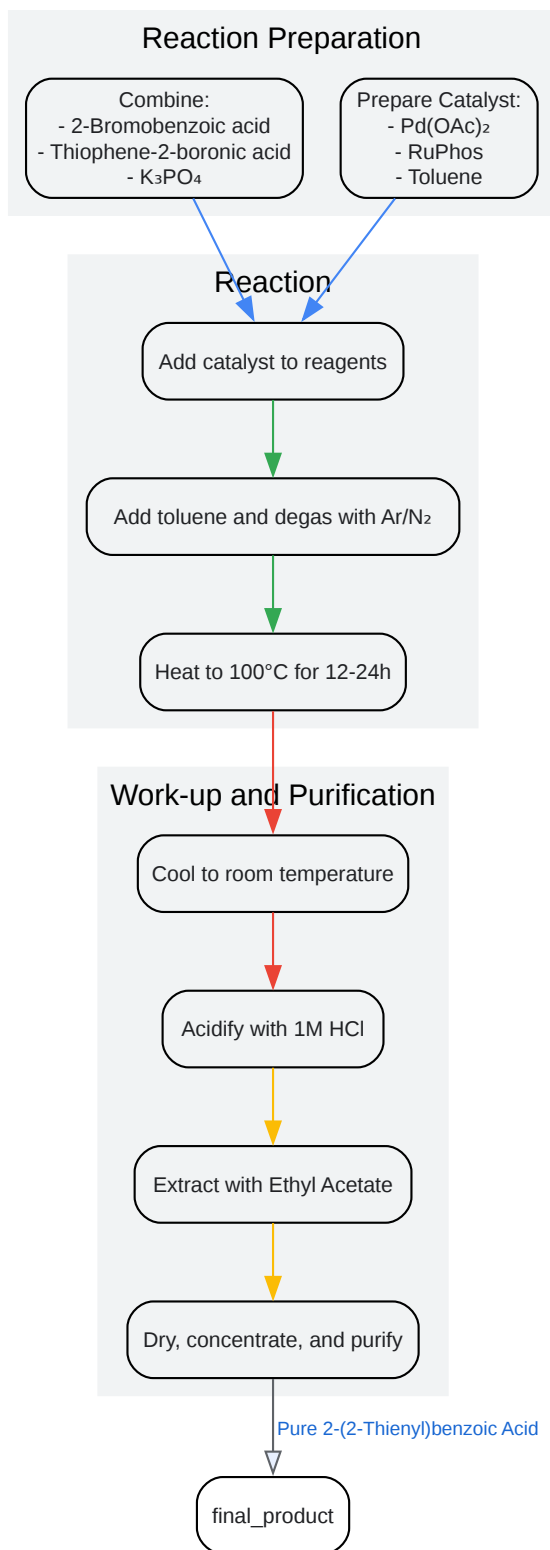 Reaction Preparation
Combine:
- 2-Bromobenzoic acid
- Thiophene-2-boronic acid
- K₃PO₄
Prepare Catalyst:
- Pd(OAc)₂
- RuPhos
- Toluene
Reaction
Add catalyst to reagents
Add toluene and degas with Ar/N₂
Heat to 100°C for 12-24h
Work-up and Purification
Cool to room temperature
Acidify with 1M HCl
Extract with Ethyl Acetate
Dry, concentrate, and purify
Pure 2-(2-Thienyl)benzoic Acid
final_product